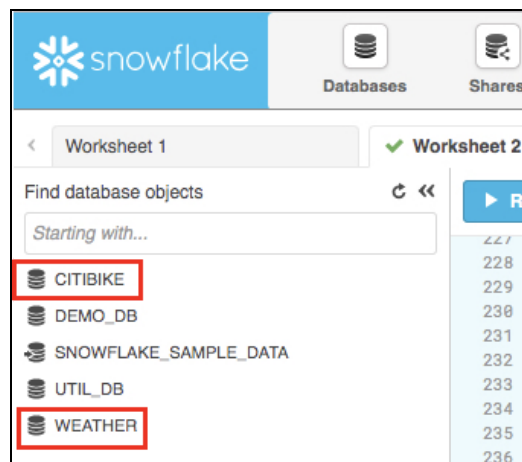 snowflake
Databases
Shares
Worksheet 1
Worksheet 2
Find database objects
Starting with...
CITIBIKE
DEMO_DB
SNOWFLAKE_SAMPLE_DATA
UTIL_DB
WEATHER
R
227
228
229
230
231
232
233
234
235
236